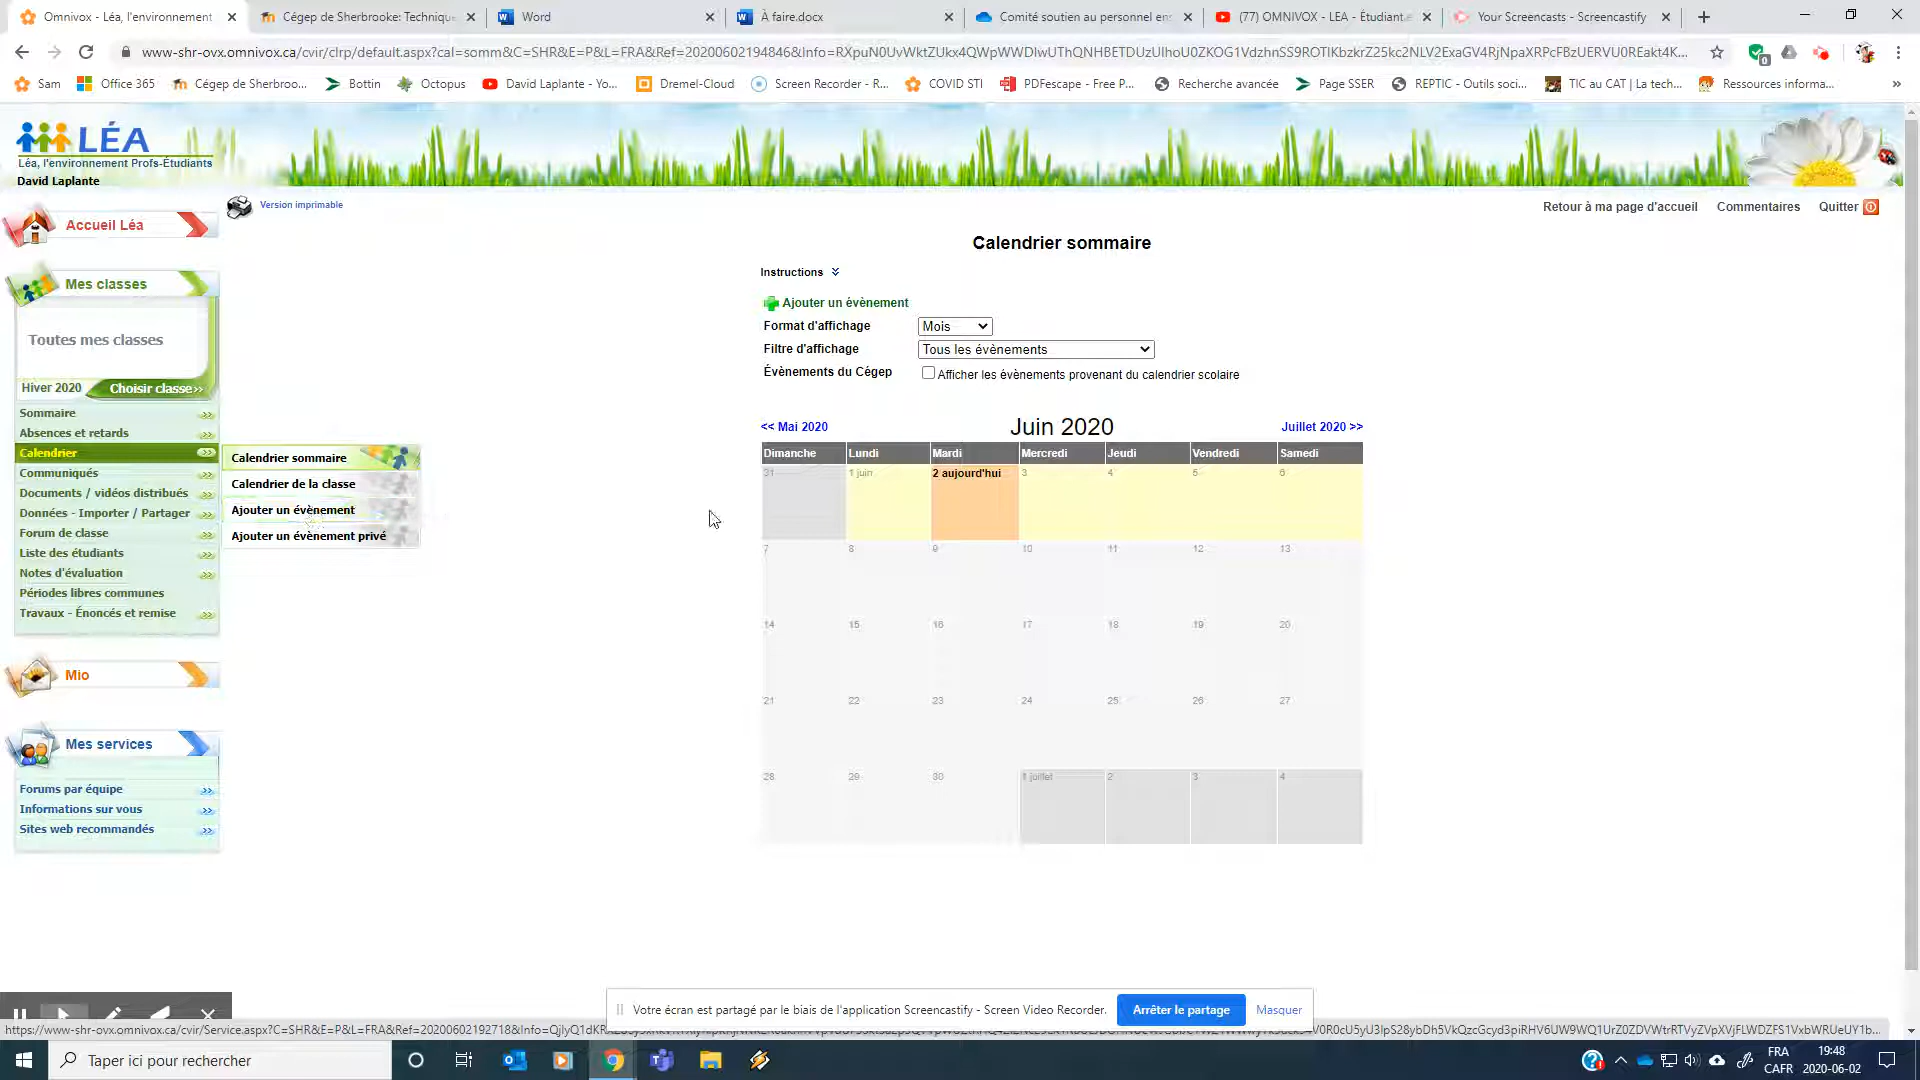 Omnivox - Léa, l'environnement
Cégep de Sherbrooke: Technique
Word
À faire.docx
Comité soutien au personnel en
(77) OMNIVOX - LEA - Étudiant.e
Your Screencasts - Screencastify
Sam
Office 365
Cégep de Sherbroo...
Bottin
Octopus
David Laplante - Yo...
Dremel-Cloud
Screen Recorder - R...
COVID STI
PDFescape - Free P...
Recherche avancée
Page SSER
REPTIC - Outils soci...
TIC au CAT | La tech...
Ressources informa...
LÉA
Léa, l'environnement Profs-Étudiants
David Laplante
Version imprimable
Retour à ma page d'accueil
Commentaires
Quitter
Accueil Léa
Mes classes
Toutes mes classes
Hiver 2020
Choisir classe>>
Sommaire
Absences et retards
Calendrier
Communiqués
Documents / vidéos distribués
Données - Importer / Partager
Forum de classe
Liste des étudiants
Notes d'évaluation
Périodes libres communes
Travaux - Énoncés et remise
Calendrier sommaire
Calendrier de la classe
Ajouter un évènement
Ajouter un évènement privé
Mio
Mes services
Forums par équipe
Informations sur vous
Sites web recommandés
Calendrier sommaire
Instructions
Ajouter un évènement
Format d'affichage
Mois
Filtre d'affichage
Tous les évènements
Évènements du Cégep
Afficher les évènements provenant du calendrier scolaire
<< Mai 2020
Juin 2020
Juillet 2020 >>
Dimanche Lundi Mardi Mercredi Jeudi Vendredi Samedi
31 1 juin 2 aujourd'hui 3 4 5 6
7 8 9 10 11 12 13
14 15 16 17 18 19 20
21 22 23 24 25 26 27
28 29 30 1 juillet 2 3 4
Votre écran est partagé par le biais de l'application Screencastify - Screen Video Recorder.
Arrêter le partage
Masquer
Taper ici pour rechercher
FRA
CAFR
19:48
2020-06-02